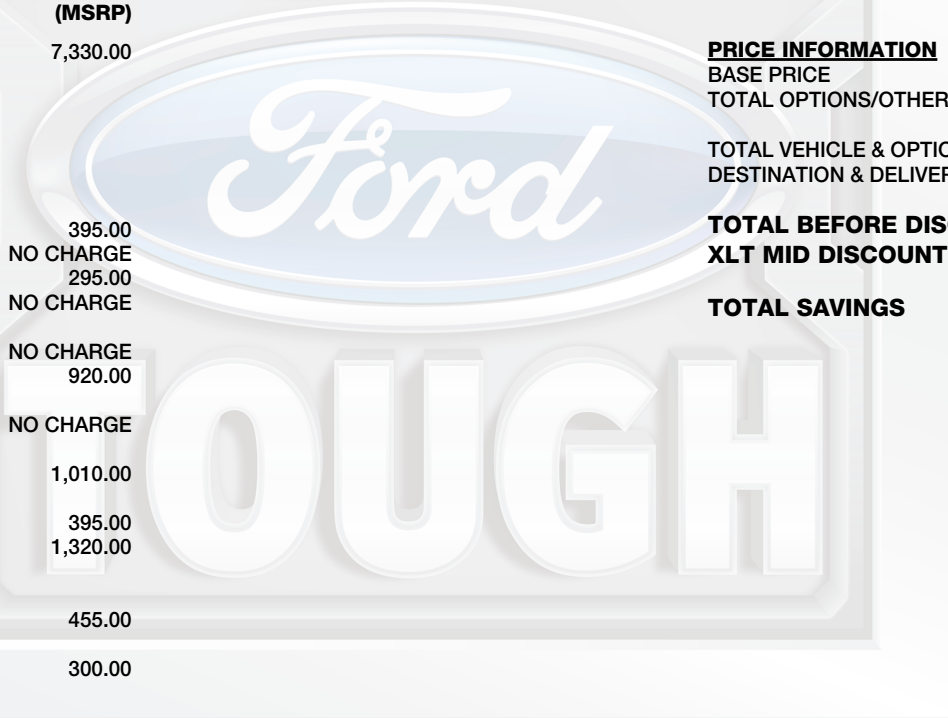 (MSRP)
7,330.00
395.00
NO CHARGE
295.00
NO CHARGE
NO CHARGE
920.00
NO CHARGE
1,010.00
395.00
1,320.00
455.00
300.00
PRICE INFORMATION
BASE PRICE
TOTAL OPTIONS/OTHER
TOTAL VEHICLE & OPTIO
DESTINATION & DELIVER
TOTAL BEFORE DISC
XLT MID DISCOUNT
TOTAL SAVINGS
Ford
TOUGH